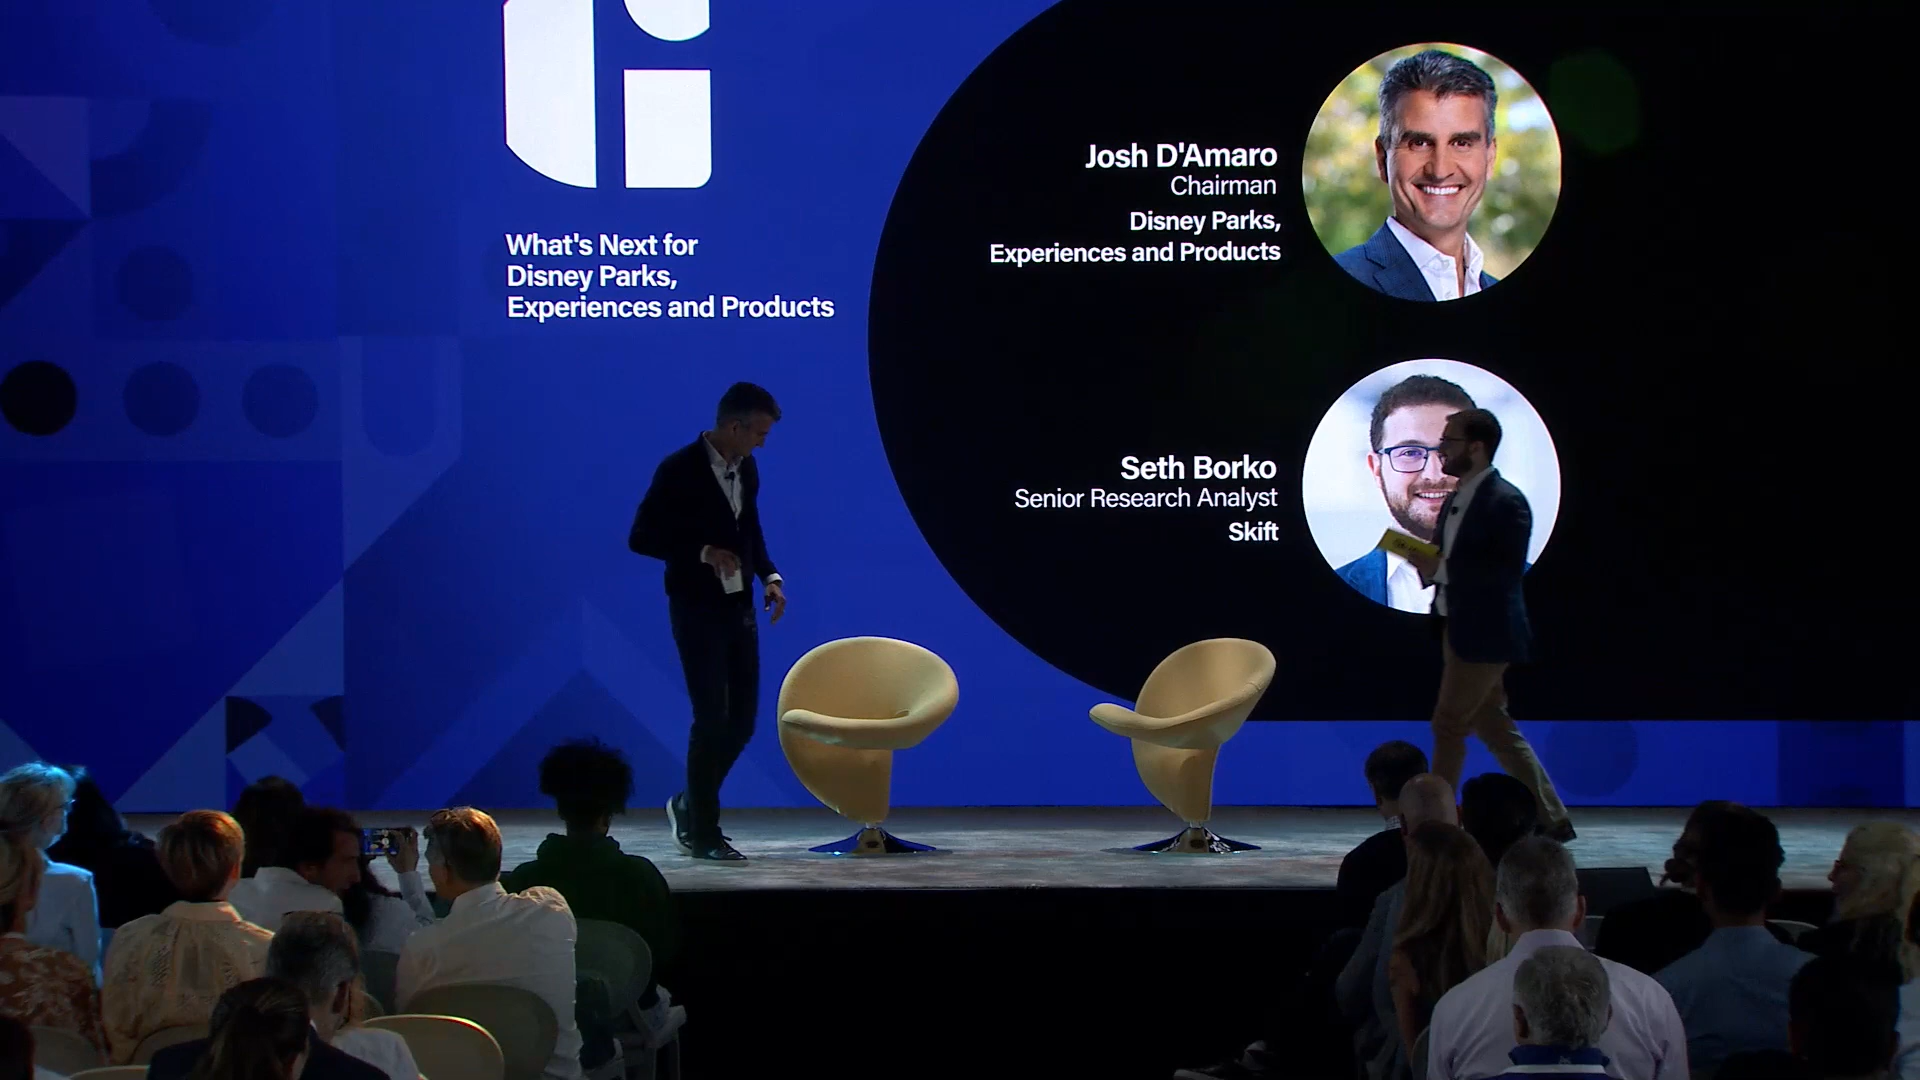 What's Next for
Disney Parks,
Experiences and Products
Josh D'Amaro
Chairman
Disney Parks,
Experiences and Products
Seth Borko
Senior Research Analyst
Skift